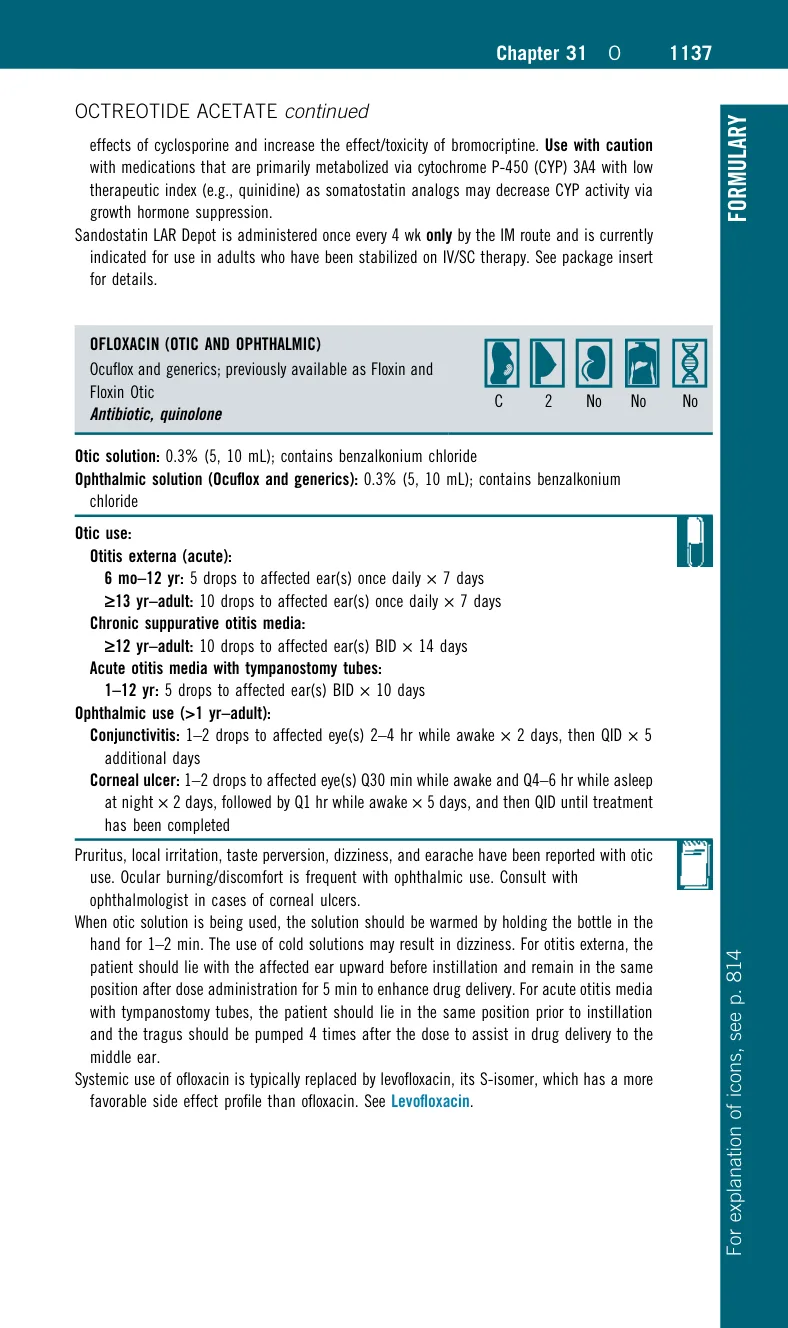 Chapter 31 O 1137
OCTREOTIDE ACETATE continued
effects of cyclosporine and increase the effect/toxicity of bromocriptine. Use with caution
with medications that are primarily metabolized via cytochrome P-450 (CYP) 3A4 with low
therapeutic index (e.g., quinidine) as somatostatin analogs may decrease CYP activity via
growth hormone suppression.
Sandostatin LAR Depot is administered once every 4 wk only by the IM route and is currently
indicated for use in adults who have been stabilized on IV/SC therapy. See package insert
for details.
OFLOXACIN (OTIC AND OPHTHALMIC)
Ocuflox and generics; previously available as Floxin and
Floxin Otic
Antibiotic, quinolone
C 2 No No No
Otic solution: 0.3% (5, 10 mL); contains benzalkonium chloride
Ophthalmic solution (Ocuflox and generics): 0.3% (5, 10 mL); contains benzalkonium
chloride
Otic use:
Otitis externa (acute):
6 mo–12 yr: 5 drops to affected ear(s) once daily × 7 days
≥13 yr–adult: 10 drops to affected ear(s) once daily × 7 days
Chronic suppurative otitis media:
≥12 yr–adult: 10 drops to affected ear(s) BID × 14 days
Acute otitis media with tympanostomy tubes:
1–12 yr: 5 drops to affected ear(s) BID × 10 days
Ophthalmic use (>1 yr–adult):
Conjunctivitis: 1–2 drops to affected eye(s) 2–4 hr while awake × 2 days, then QID × 5
additional days
Corneal ulcer: 1–2 drops to affected eye(s) Q30 min while awake and Q4–6 hr while asleep
at night × 2 days, followed by Q1 hr while awake × 5 days, and then QID until treatment
has been completed
Pruritus, local irritation, taste perversion, dizziness, and earache have been reported with otic
use. Ocular burning/discomfort is frequent with ophthalmic use. Consult with
ophthalmologist in cases of corneal ulcers.
When otic solution is being used, the solution should be warmed by holding the bottle in the
hand for 1–2 min. The use of cold solutions may result in dizziness. For otitis externa, the
patient should lie with the affected ear upward before instillation and remain in the same
position after dose administration for 5 min to enhance drug delivery. For acute otitis media
with tympanostomy tubes, the patient should lie in the same position prior to instillation
and the tragus should be pumped 4 times after the dose to assist in drug delivery to the
middle ear.
Systemic use of ofloxacin is typically replaced by levofloxacin, its S-isomer, which has a more
favorable side effect profile than ofloxacin. See Levofloxacin.
FORMULARY
For explanation of icons, see p. 814